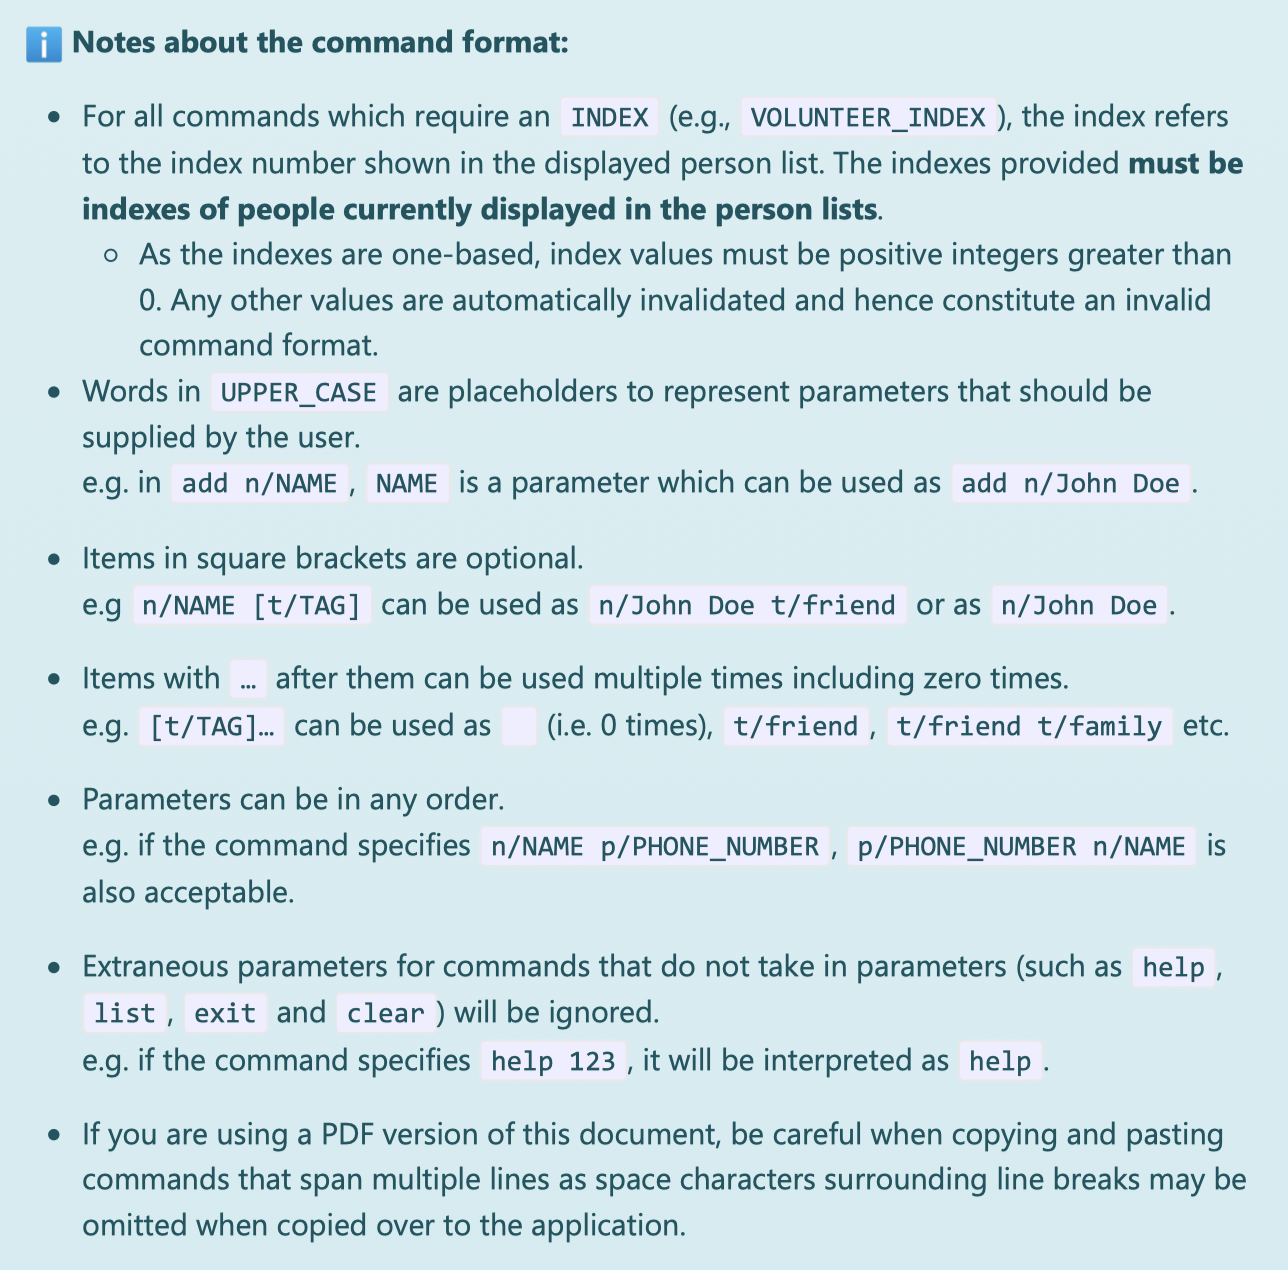 Notes about the command format:
• For all commands which require an INDEX (e.g., VOLUNTEER_INDEX), the index refers
to the index number shown in the displayed person list. The indexes provided must be
indexes of people currently displayed in the person lists.
◦ As the indexes are one-based, index values must be positive integers greater than
0. Any other values are automatically invalidated and hence constitute an invalid
command format.
• Words in UPPER_CASE are placeholders to represent parameters that should be
supplied by the user.
e.g. in add n/NAME, NAME is a parameter which can be used as add n/John Doe.
• Items in square brackets are optional.
e.g n/NAME [t/TAG] can be used as n/John Doe t/friend or as n/John Doe.
• Items with … after them can be used multiple times including zero times.
e.g. [t/TAG]… can be used as   (i.e. 0 times), t/friend, t/friend t/family etc.
• Parameters can be in any order.
e.g. if the command specifies n/NAME p/PHONE_NUMBER, p/PHONE_NUMBER n/NAME is
also acceptable.
• Extraneous parameters for commands that do not take in parameters (such as help,
list, exit and clear) will be ignored.
e.g. if the command specifies help 123, it will be interpreted as help.
• If you are using a PDF version of this document, be careful when copying and pasting
commands that span multiple lines as space characters surrounding line breaks may be
omitted when copied over to the application.